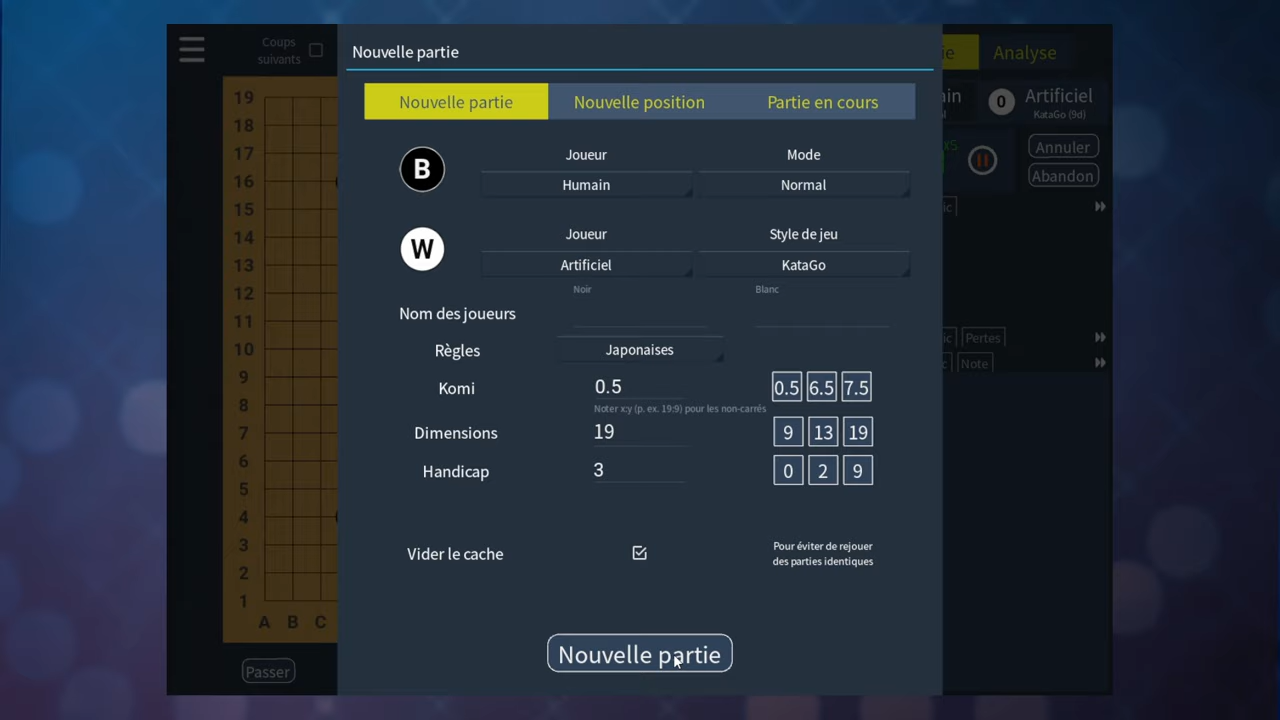 Coups
suivants
Nouvelle partie
ie
Analyse
Nouvelle partie
Nouvelle position
Partie en cours
ain
0
Artificiel
KataGo (9d)
x5
Annuler
Abandon
B
Joueur
Mode
Humain
Normal
W
Joueur
Style de jeu
Artificiel
KataGo
Noir
Blanc
Nom des joueurs
Règles
Japonaises
Komi
0.5
0.5 6.5 7.5
Noter x:y (p. ex. 19:9) pour les non-carrés
Dimensions
19
9 13 19
Handicap
3
0 2 9
Vider le cache
Pour éviter de rejouer
des parties identiques
Nouvelle partie
19
18
17
16
15
14
13
12
11
10
9
8
7
6
5
4
3
2
1
A B C
Passer
ic
ic
Pertes
c
Note